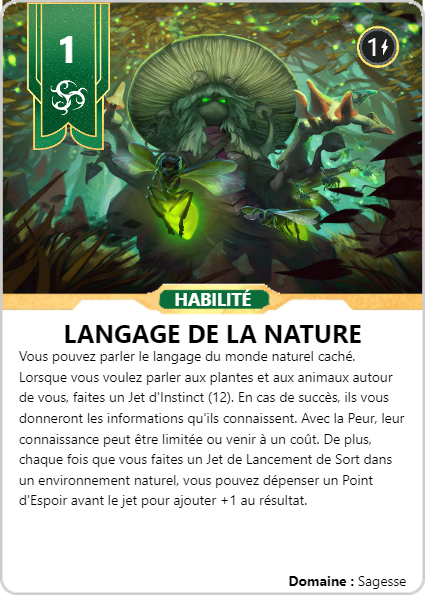 1
1
HABILITÉ
LANGAGE DE LA NATURE
Vous pouvez parler le langage du monde naturel caché.
Lorsque vous voulez parler aux plantes et aux animaux autour
de vous, faites un Jet d'Instinct (12). En cas de succès, ils vous
donneront les informations qu'ils connaissent. Avec la Peur, leur
connaissance peut être limitée ou venir à un coût. De plus,
chaque fois que vous faites un Jet de Lancement de Sort dans
un environnement naturel, vous pouvez dépenser un Point
d'Espoir avant le jet pour ajouter +1 au résultat.
Domaine : Sagesse